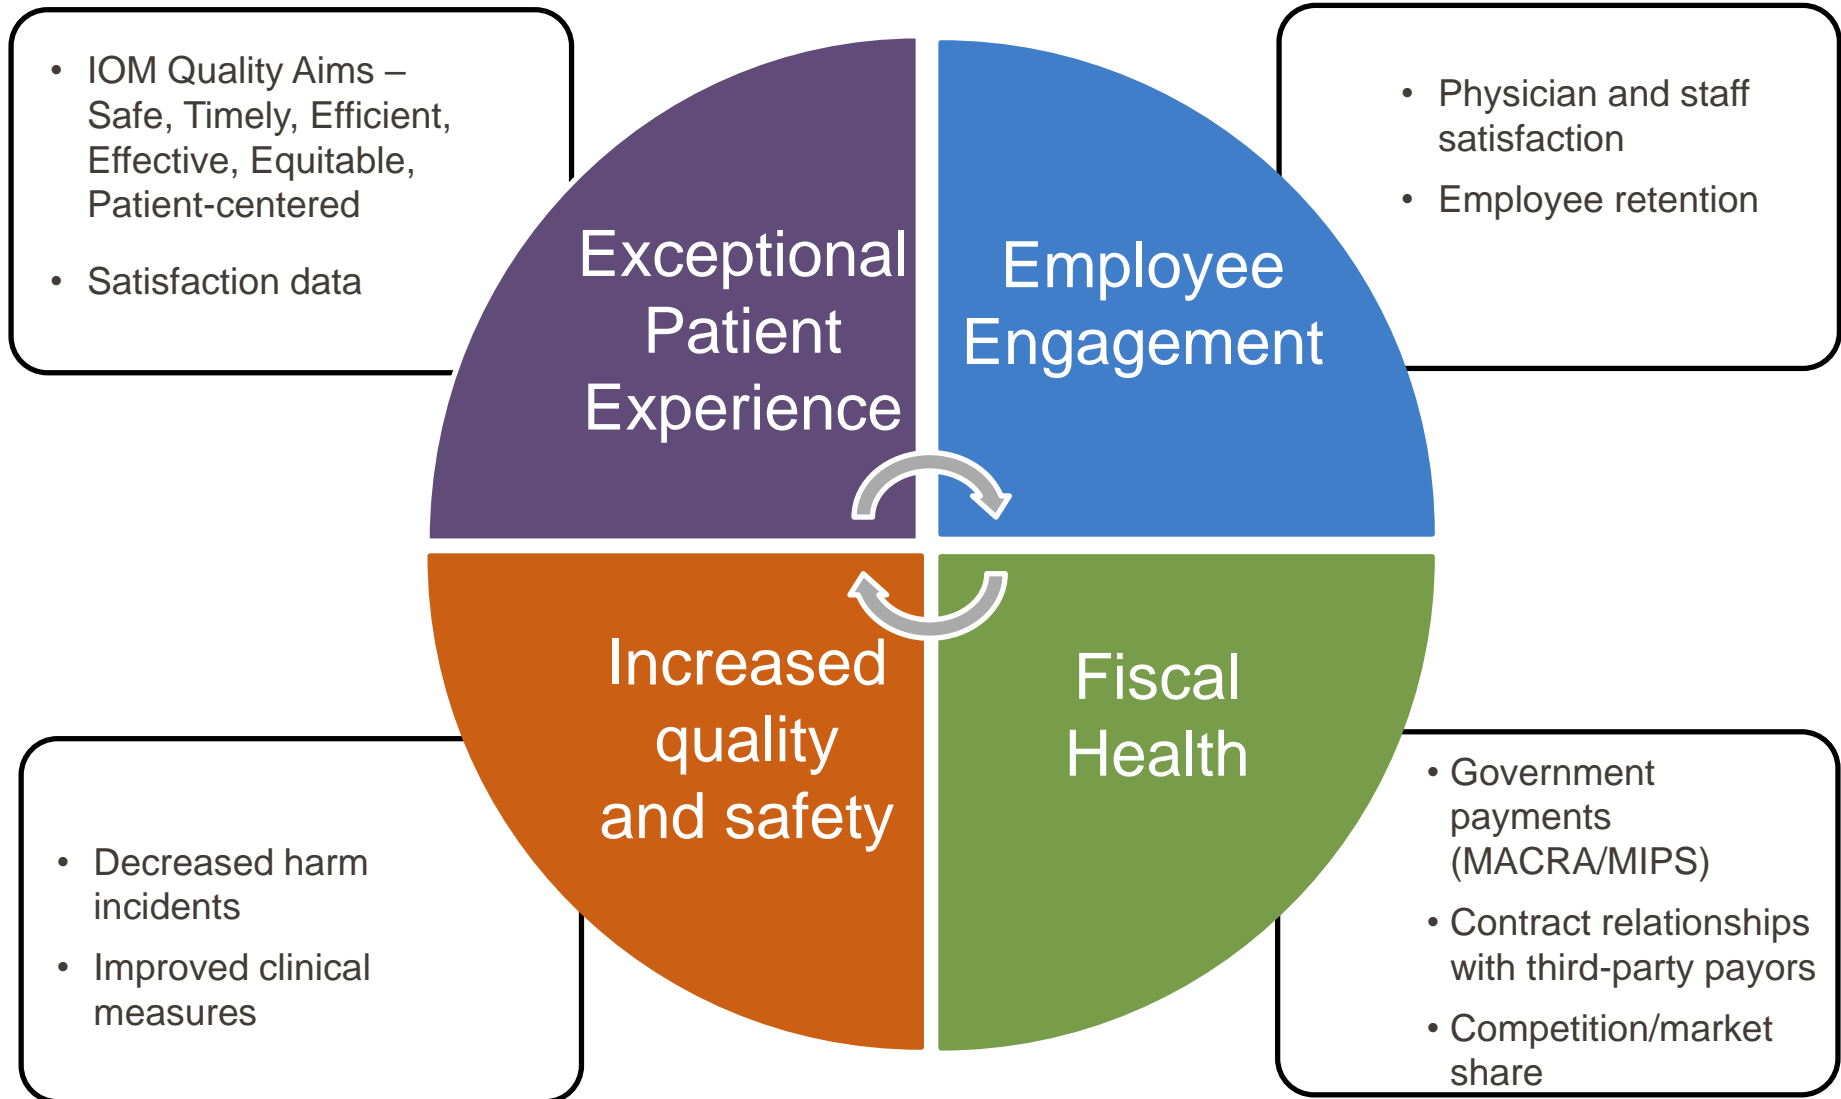 • IOM Quality Aims –
Safe, Timely, Efficient,
Effective, Equitable,
Patient-centered
• Satisfaction data
Exceptional
Patient
Experience
Employee
Engagement
• Physician and staff
satisfaction
• Employee retention
• Decreased harm
incidents
• Improved clinical
measures
Increased
quality
and safety
Fiscal
Health
• Government
payments
(MACRA/MIPS)
• Contract relationships
with third-party payors
• Competition/market
share